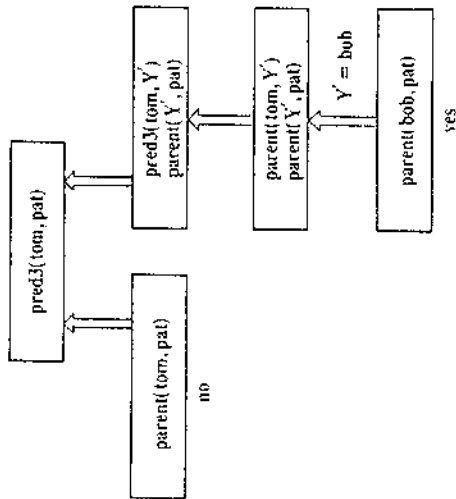 pred3(tom, pat)
parent(tom, pat)
no
pred3(tom, Y')
parent(Y', pat)
parent(tom, Y')
parent(Y', pat)
Y' = bob
parent(bob, pat)
yes